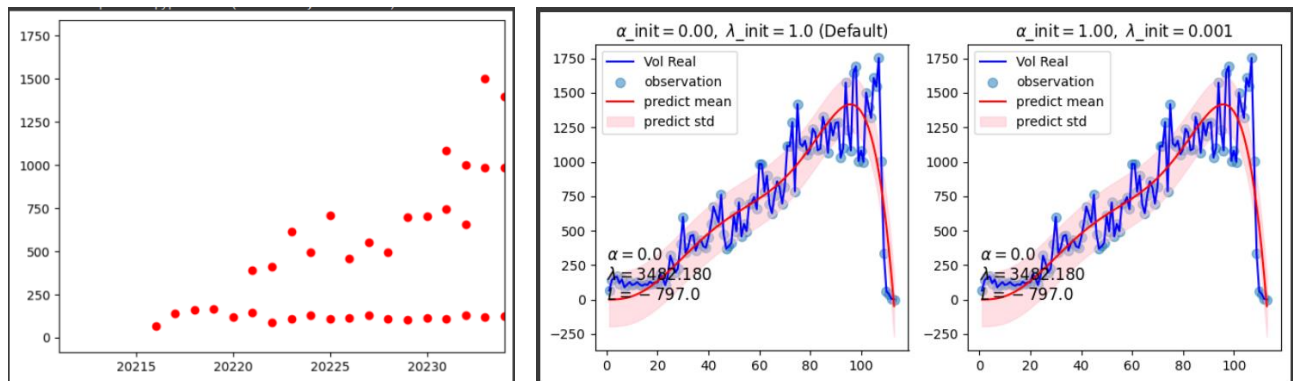 1750
1500
1250
1000
750
500
250
0
20215
20220
20225
20230
α_init = 0.00, λ_init = 1.0 (Default)
1750
1500
1250
1000
750
500
250
0
−250
Vol Real
observation
predict mean
predict std
α = 0.0
λ = 3482.180
L = − 797.0
0
20
40
60
80
100
α_init = 1.00, λ_init = 0.001
1750
1500
1250
1000
750
500
250
0
−250
Vol Real
observation
predict mean
predict std
α = 0.0
λ = 3482.180
L = − 797.0
0
20
40
60
80
100